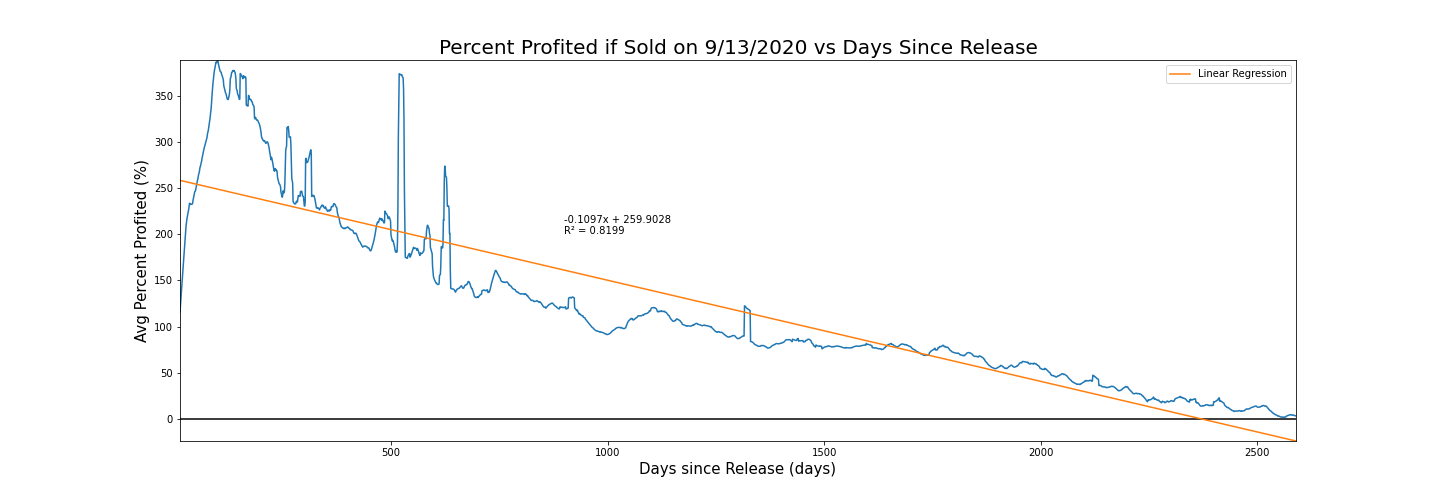 Percent Profited if Sold on 9/13/2020 vs Days Since Release
Linear Regression
Avg Percent Profited (%)
350
300
250
200
150
100
50
0
-0.1097x + 259.9028
R² = 0.8199
500
1000
1500
2000
2500
Days since Release (days)